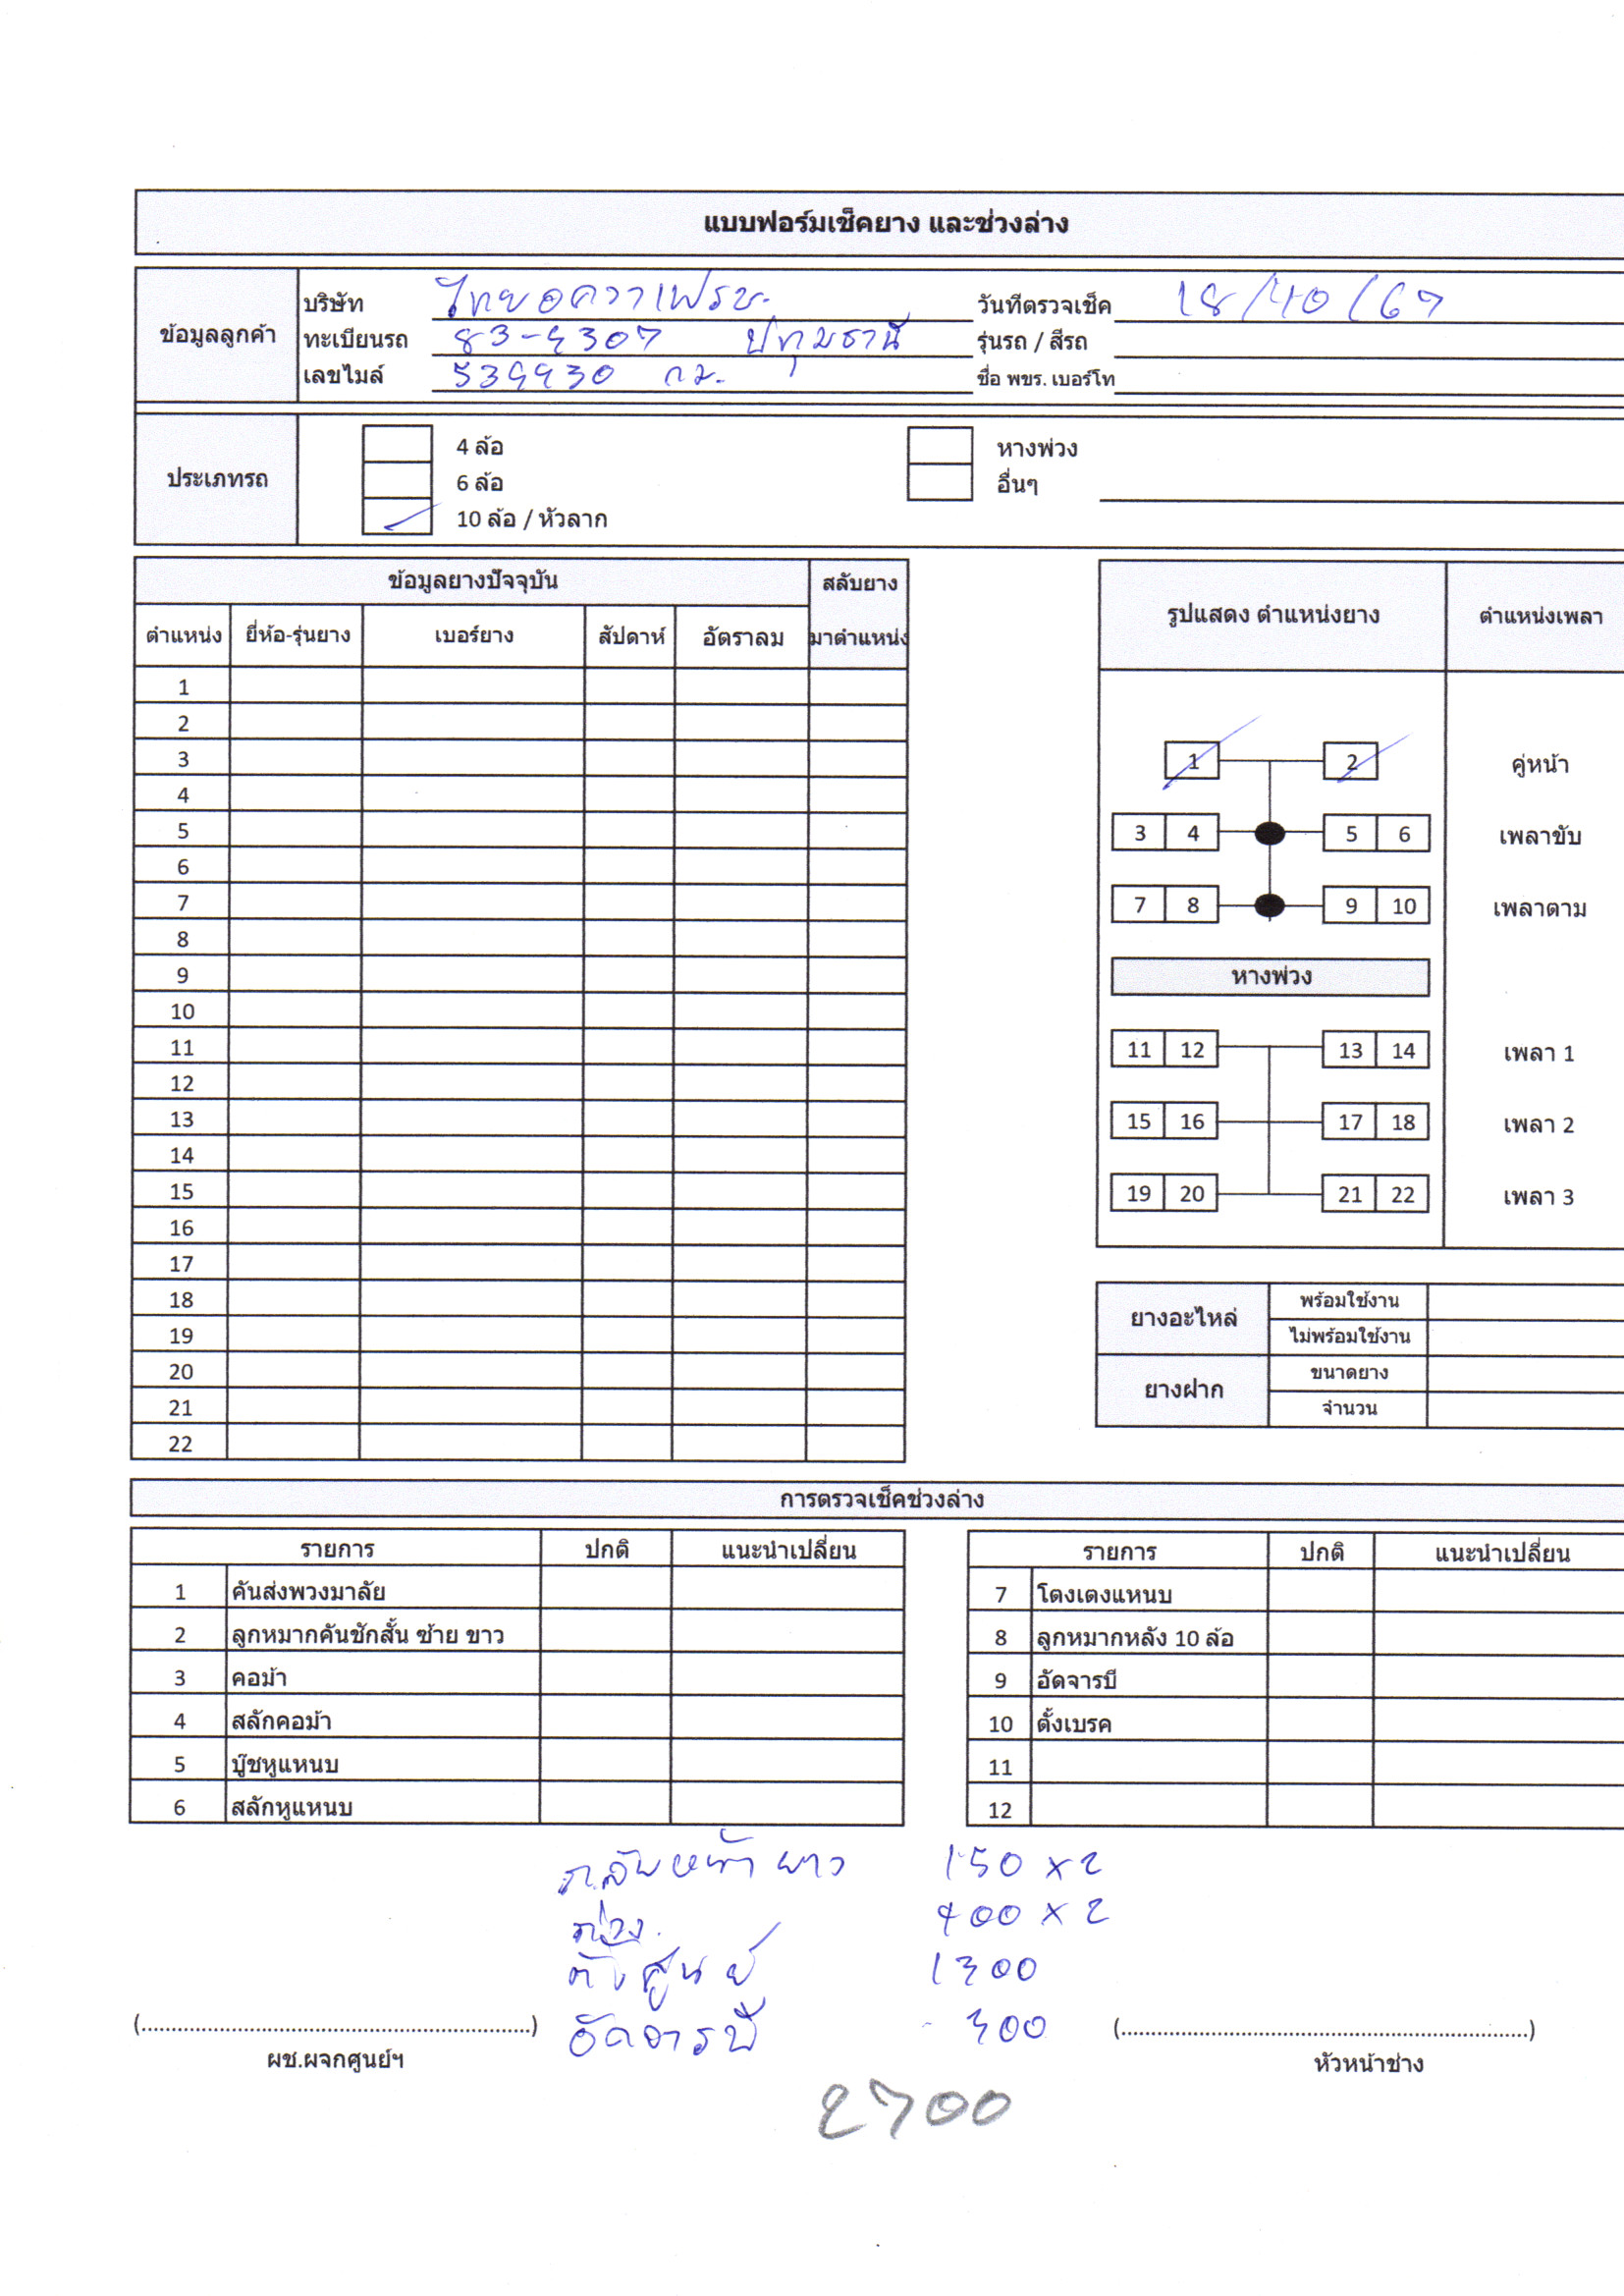 แบบฟอร์มเช็คยาง และช่วงล่าง
ข้อมูลลูกค้า
บริษัท ไทยอควาเฟรช วันที่ตรวจเช็ค 18/10/67
ทะเบียนรถ 83-4307 ปทุมธานี รุ่นรถ / สีรถ
เลขไมล์ กม. ชื่อ พขร. เบอร์โท
ประเภทรถ
4 ล้อ หางพ่วง
6 ล้อ อื่นๆ
10 ล้อ / หัวลาก
ข้อมูลยางปัจจุบัน สลับยาง
ตำแหน่ง ยี่ห้อ-รุ่นยาง เบอร์ยาง สัปดาห์ อัตราลม มาตำแหน่ง
1
2
3
4
5
6
7
8
9
10
11
12
13
14
15
16
17
18
19
20
21
22
รูปแสดง ตำแหน่งยาง ตำแหน่งเพลา
1 2 คู่หน้า
3 4 5 6 เพลาขับ
7 8 9 10 เพลาตาม
หางพ่วง
11 12 13 14 เพลา 1
15 16 17 18 เพลา 2
19 20 21 22 เพลา 3
ยางอะไหล่ พร้อมใช้งาน
ไม่พร้อมใช้งาน
ยางฝาก ขนาดยาง
จำนวน
การตรวจเช็คช่วงล่าง
รายการ ปกติ แนะนำเปลี่ยน
1 คันส่งพวงมาลัย
2 ลูกหมากคันชักสั้น ซ้าย ขาว
3 คอม้า
4 สลักคอม้า
5 บู๊ชหูแหนบ
6 สลักหูแหนบ
รายการ ปกติ แนะนำเปลี่ยน
7 โตงเตงแหนบ
8 ลูกหมากหลัง 10 ล้อ
9 อัดจารบี
10 ตั้งเบรค
11
12
กลับหน้ายาง 150 x 2
ถ่วง 400 x 2
ตั้งศูนย์ 1300
อัดจารบี 300
2700
(..................................................................)
ผช.ผจกศูนย์ฯ
(..................................................................)
หัวหน้าช่าง